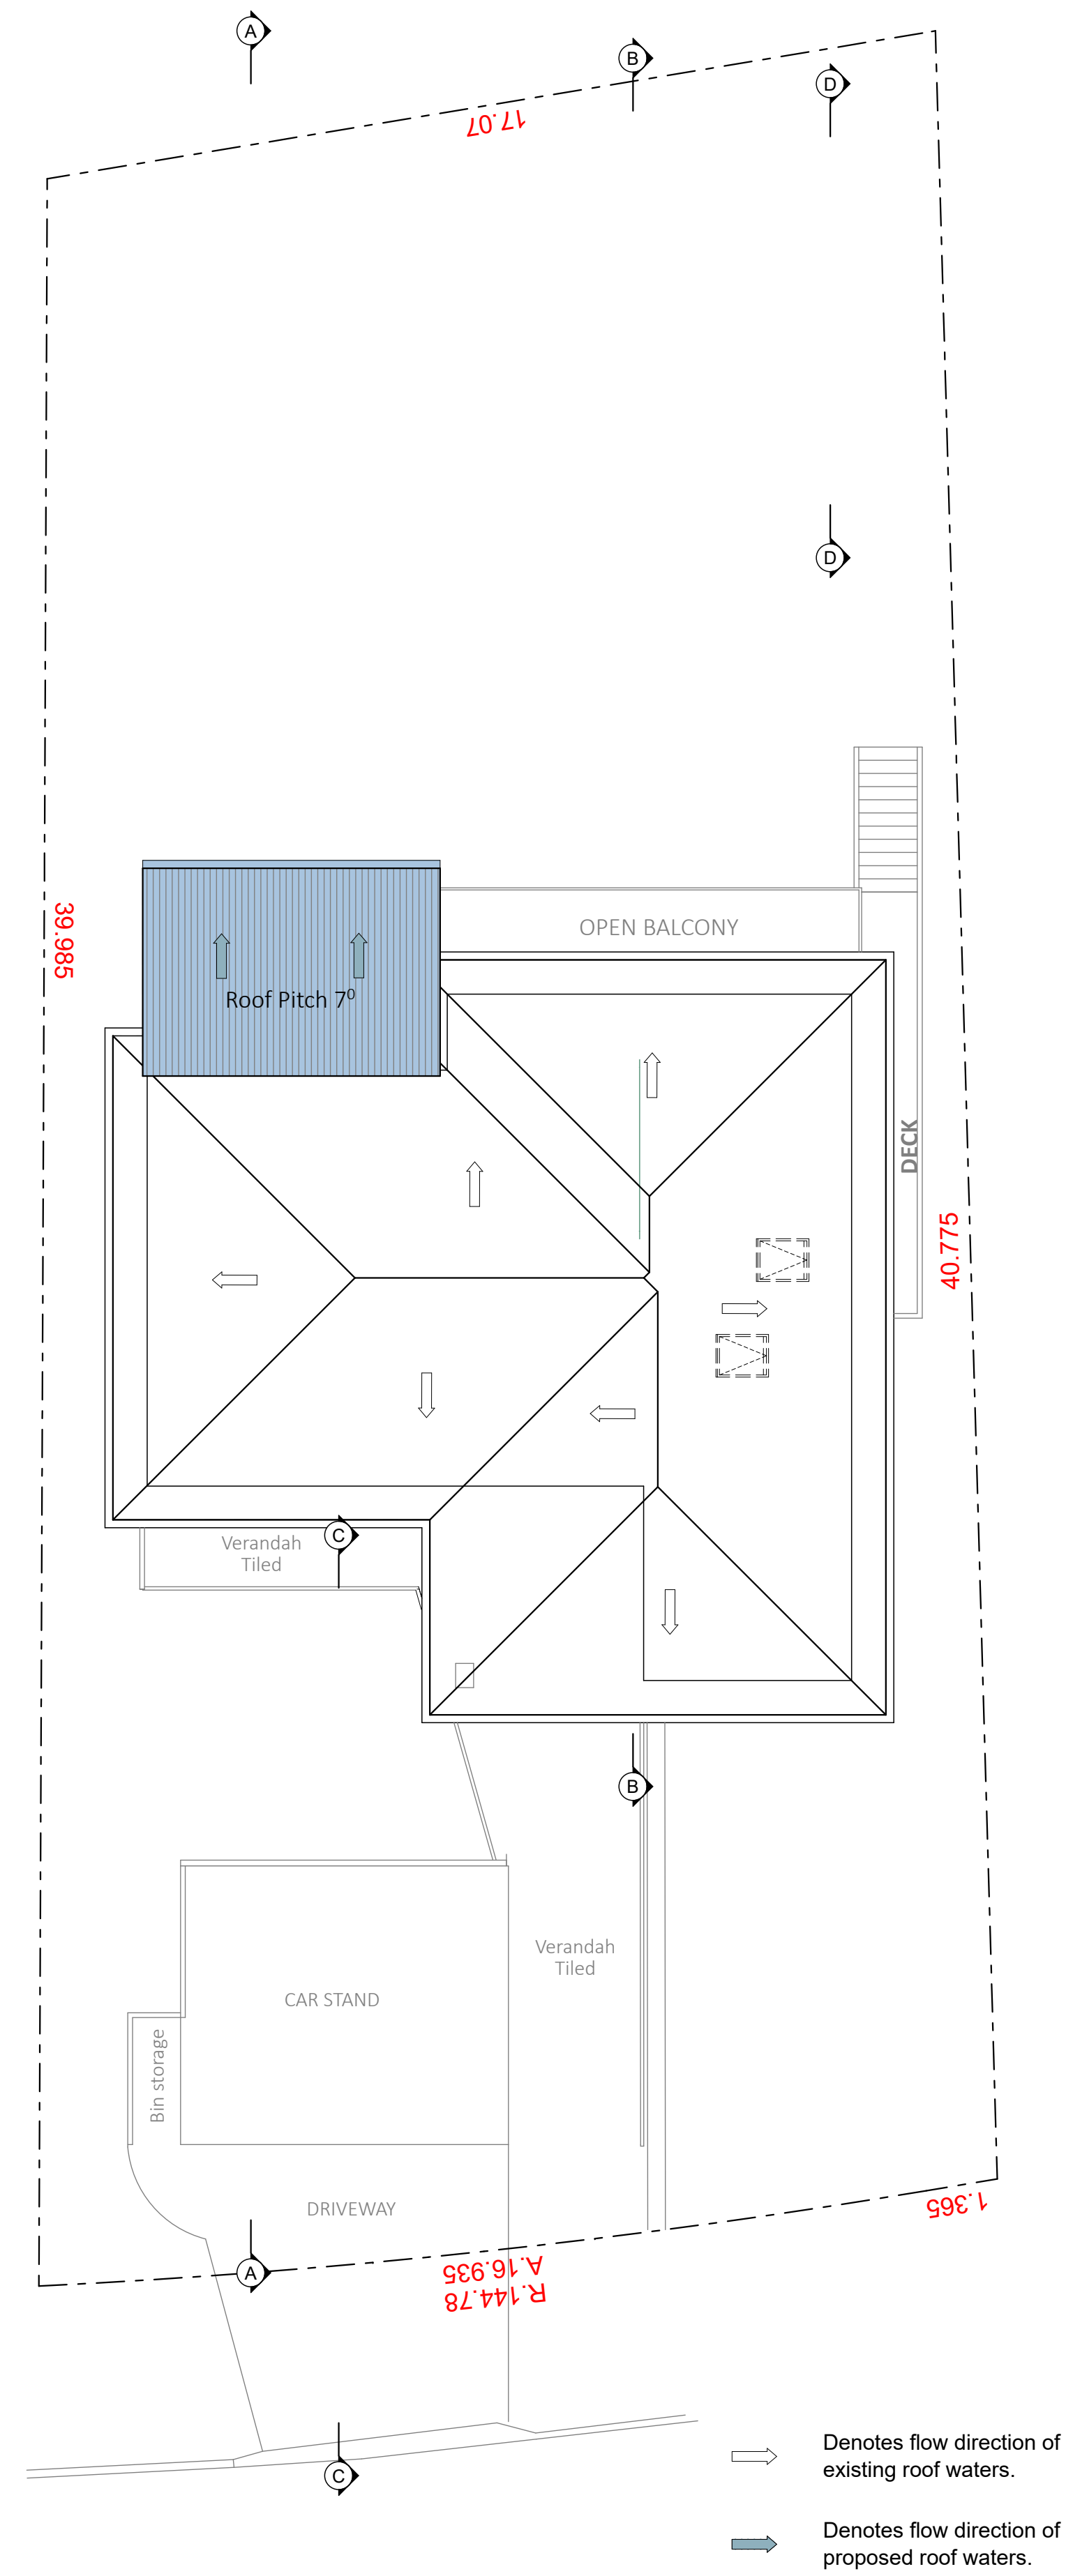 A
B
D
17.07
D
39.985
OPEN BALCONY
Roof Pitch 7⁰
DECK
40.775
C
Verandah
Tiled
B
Verandah
Tiled
CAR STAND
Bin storage
DRIVEWAY
1.365
A
R.144.78
A.16.935
C
Denotes flow direction of
existing roof waters.
Denotes flow direction of
proposed roof waters.